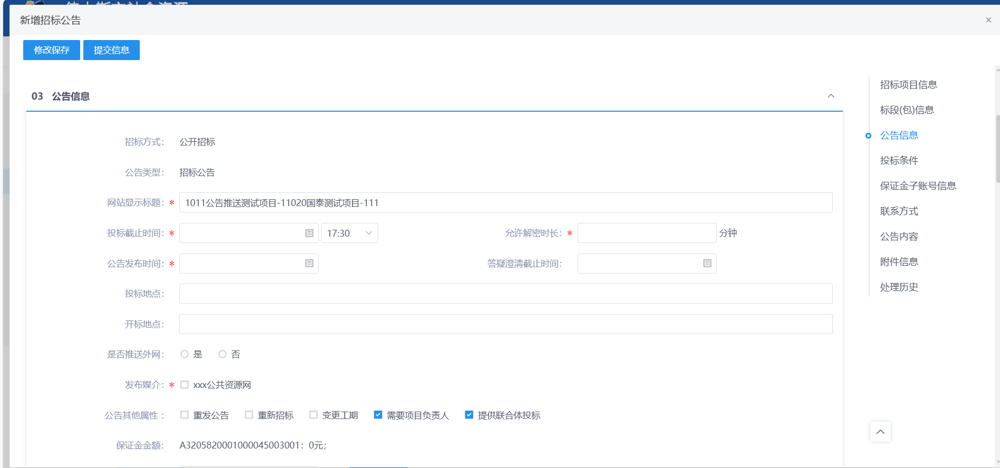 新增招标公告
×
修改保存 提交信息
03 公告信息
招标方式： 公开招标
公告类型： 招标公告
网站显示标题：* 1011公告推送测试项目-11020国泰测试项目-111
投标截止时间：* 17:30 允许解密时长：* 分钟
公告发布时间：* 答疑澄清截止时间：
投标地点：
开标地点：
是否推送外网： 是 否
发布媒介：* xxx公共资源网
公告其他属性： 重发公告 重新招标 变更工期 需要项目负责人 提供联合体投标
保证金金额： A3205820001000045003001：0元；
招标项目信息
标段(包)信息
公告信息
投标条件
保证金子账号信息
联系方式
公告内容
附件信息
处理历史